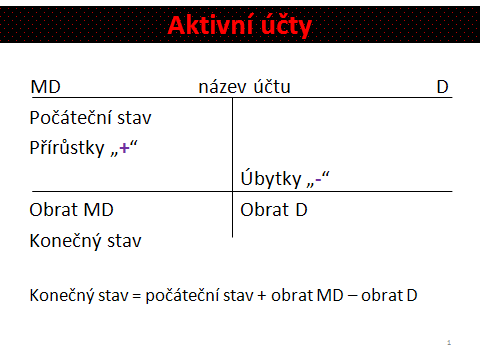 Aktivní účty
MD název účtu D
Počáteční stav
Přírůstky „+“
Úbytky „-“
Obrat MD Obrat D
Konečný stav
Konečný stav = počáteční stav + obrat MD – obrat D
1